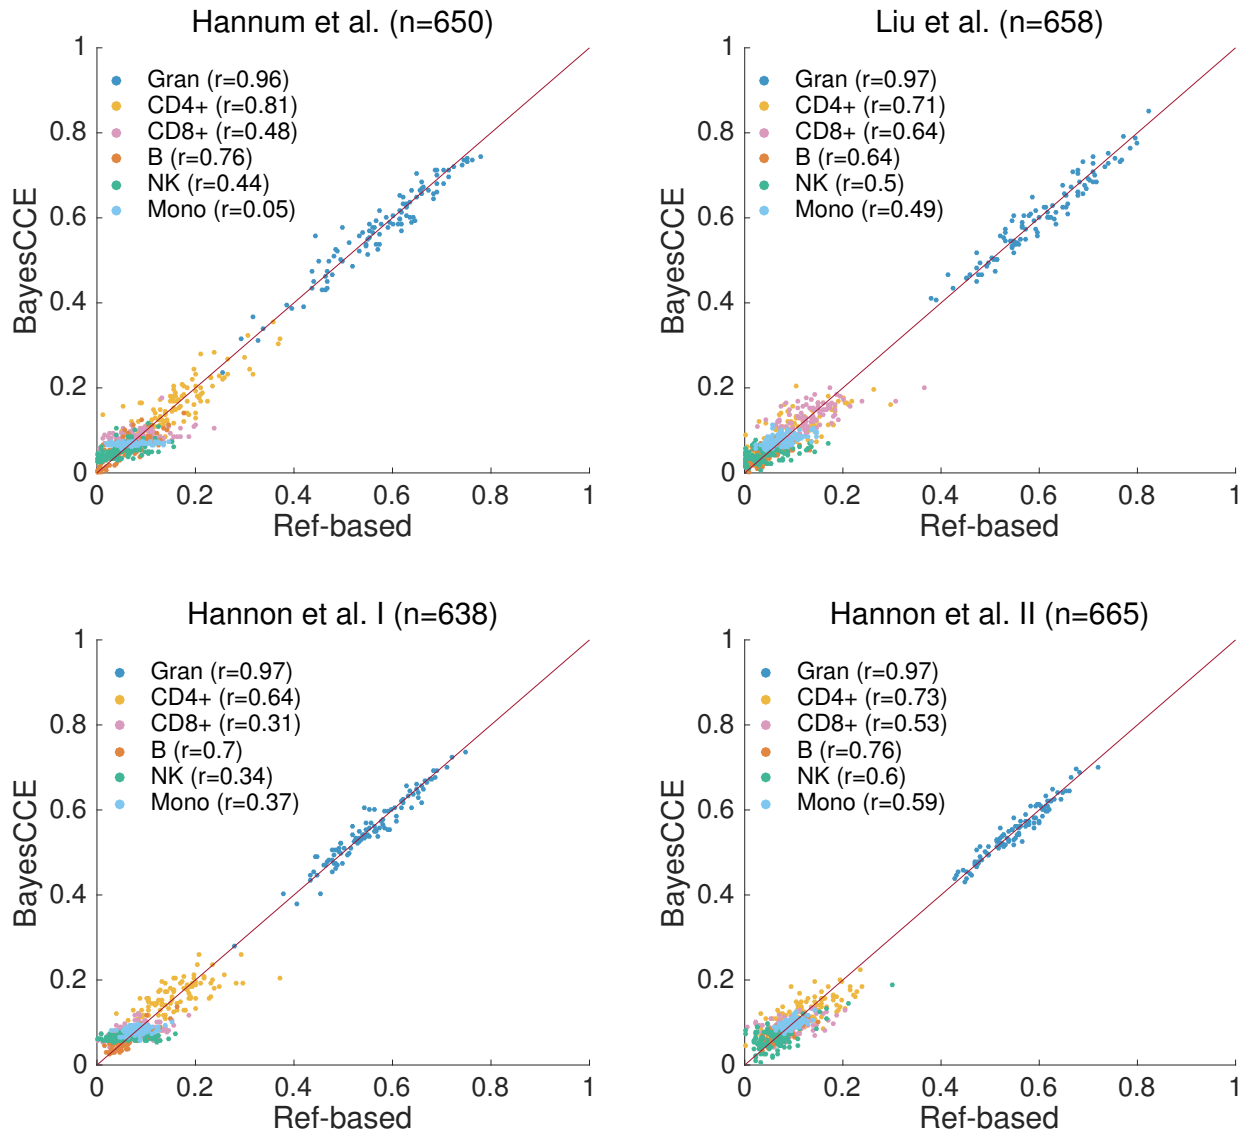 Hannum et al. (n=650)
1
0.8
0.6
0.4
0.2
0
BayesCCE
Gran (r=0.96)
CD4+ (r=0.81)
CD8+ (r=0.48)
B (r=0.76)
NK (r=0.44)
Mono (r=0.05)
0 0.2 0.4 0.6 0.8 1
Ref-based
Liu et al. (n=658)
1
0.8
0.6
0.4
0.2
0
BayesCCE
Gran (r=0.97)
CD4+ (r=0.71)
CD8+ (r=0.64)
B (r=0.64)
NK (r=0.5)
Mono (r=0.49)
0 0.2 0.4 0.6 0.8 1
Ref-based
Hannon et al. I (n=638)
1
0.8
0.6
0.4
0.2
0
BayesCCE
Gran (r=0.97)
CD4+ (r=0.64)
CD8+ (r=0.31)
B (r=0.7)
NK (r=0.34)
Mono (r=0.37)
0 0.2 0.4 0.6 0.8 1
Ref-based
Hannon et al. II (n=665)
1
0.8
0.6
0.4
0.2
0
BayesCCE
Gran (r=0.97)
CD4+ (r=0.73)
CD8+ (r=0.53)
B (r=0.76)
NK (r=0.6)
Mono (r=0.59)
0 0.2 0.4 0.6 0.8 1
Ref-based